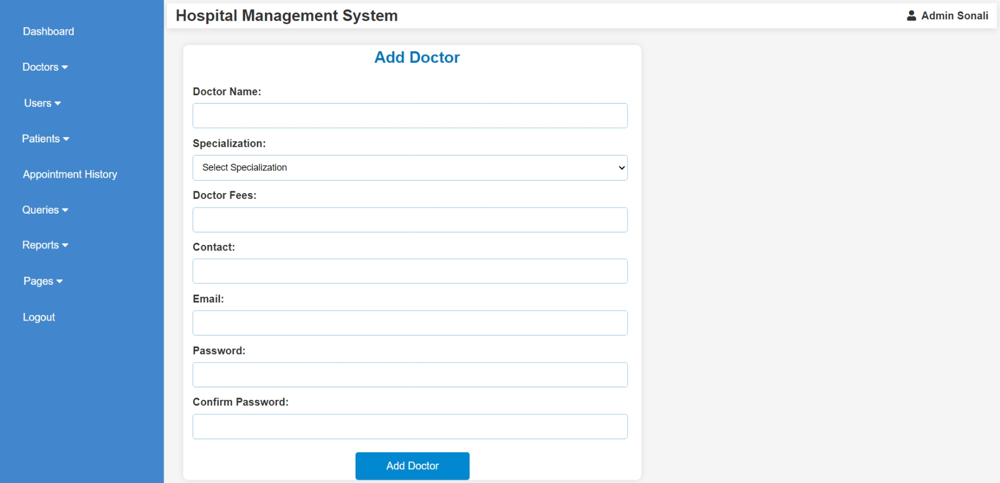 Dashboard
Doctors
Users
Patients
Appointment History
Queries
Reports
Pages
Logout
Hospital Management System
Admin Sonali
Add Doctor
Doctor Name:
Specialization:
Select Specialization
Doctor Fees:
Contact:
Email:
Password:
Confirm Password:
Add Doctor